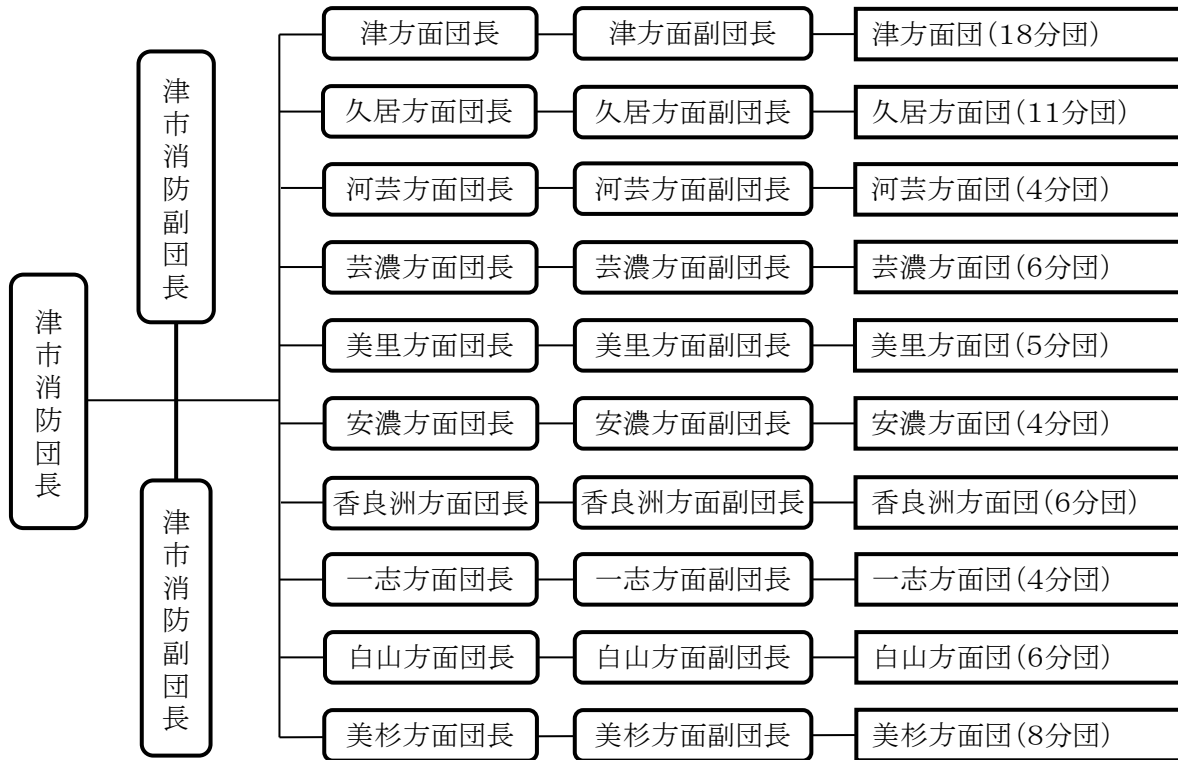 津市消防団長
津市消防副団長
津市消防副団長
津方面団長
津方面副団長
津方面団(18分団)
久居方面団長
久居方面副団長
久居方面団(11分団)
河芸方面団長
河芸方面副団長
河芸方面団(4分団)
芸濃方面団長
芸濃方面副団長
芸濃方面団(6分団)
美里方面団長
美里方面副団長
美里方面団(5分団)
安濃方面団長
安濃方面副団長
安濃方面団(4分団)
香良洲方面団長
香良洲方面副団長
香良洲方面団(6分団)
一志方面団長
一志方面副団長
一志方面団(4分団)
白山方面団長
白山方面副団長
白山方面団(6分団)
美杉方面団長
美杉方面副団長
美杉方面団(8分団)